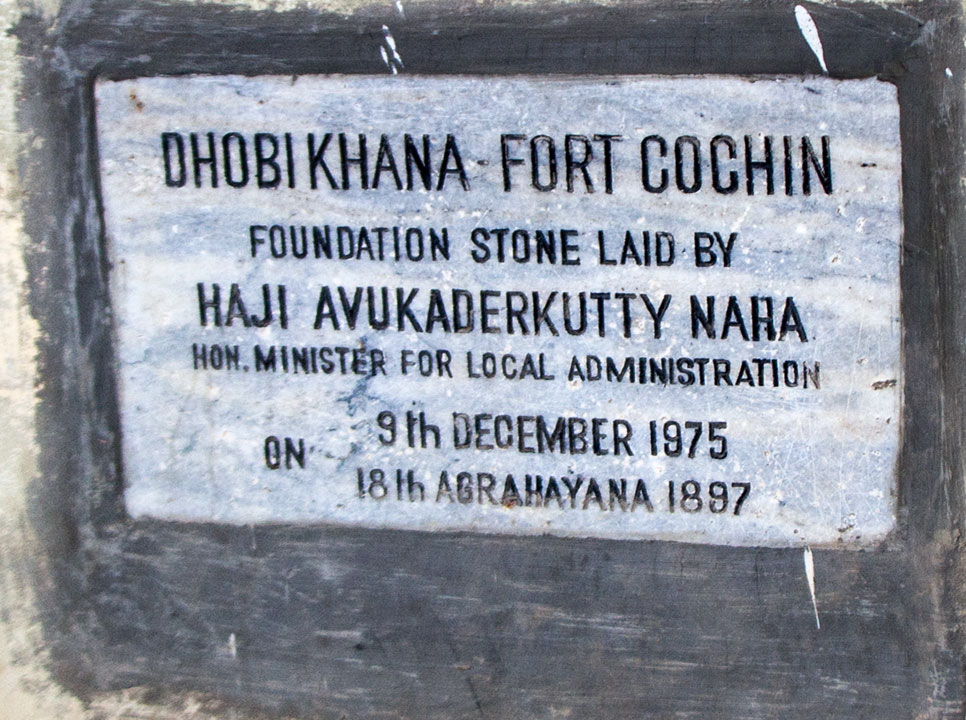 DHOBI KHANA - FORT COCHIN
FOUNDATION STONE LAID BY
HAJI AVUKADERKUTTY NAHA
HON. MINISTER FOR LOCAL ADMINISTRATION
ON 9th DECEMBER 1975
18th AGRAHAYANA 1897